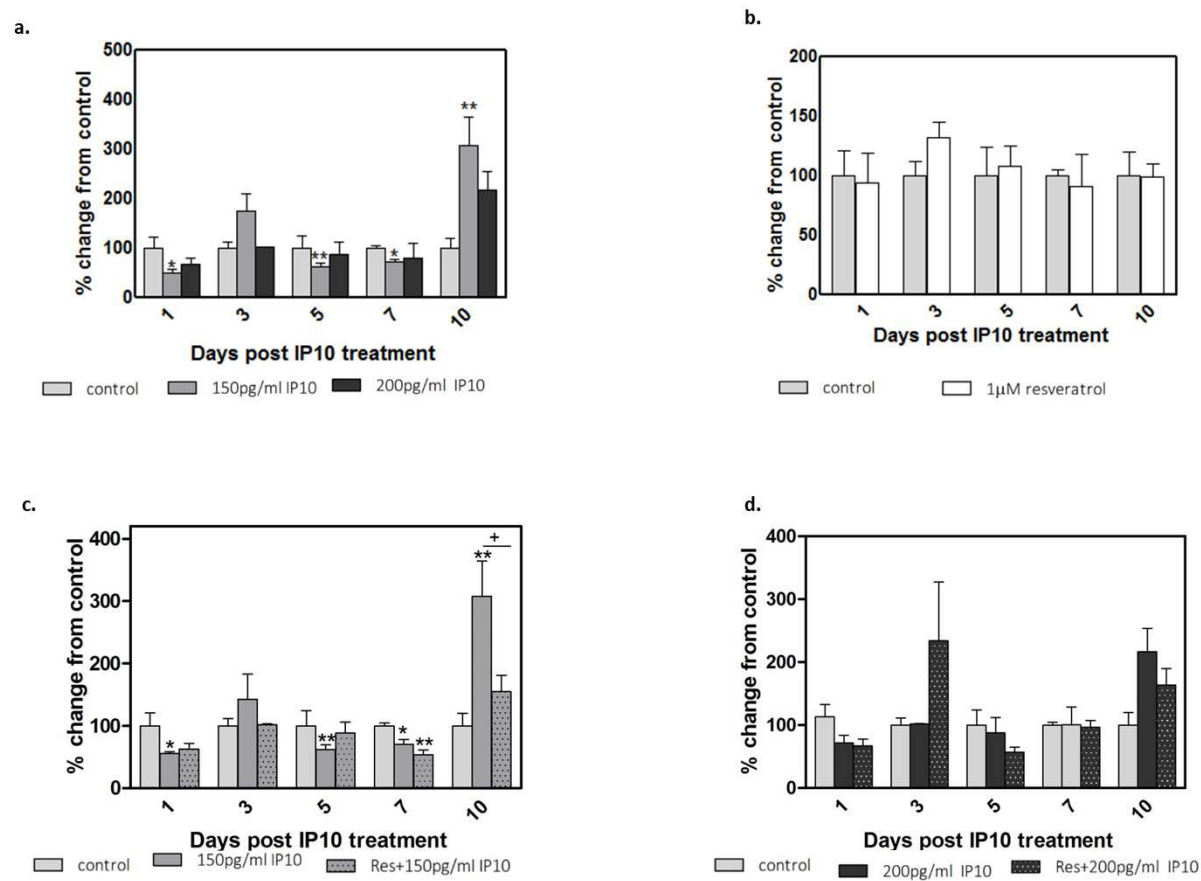 a.
% change from control
500
400
300
200
100
0
* ** * **
1 3 5 7 10
Days post IP10 treatment
control 150pg/ml IP10 200pg/ml IP10
b.
% change from control
200
150
100
50
0
1 3 5 7 10
Days post IP10 treatment
control 1µM resveratrol
c.
% change from control
400
300
200
100
0
* ** * ** ** +
1 3 5 7 10
Days post IP10 treatment
control 150pg/ml IP10 Res+150pg/ml IP10
d.
% change from control
400
300
200
100
0
1 3 5 7 10
Days post IP10 treatment
control 200pg/ml IP10 Res+200pg/ml IP10